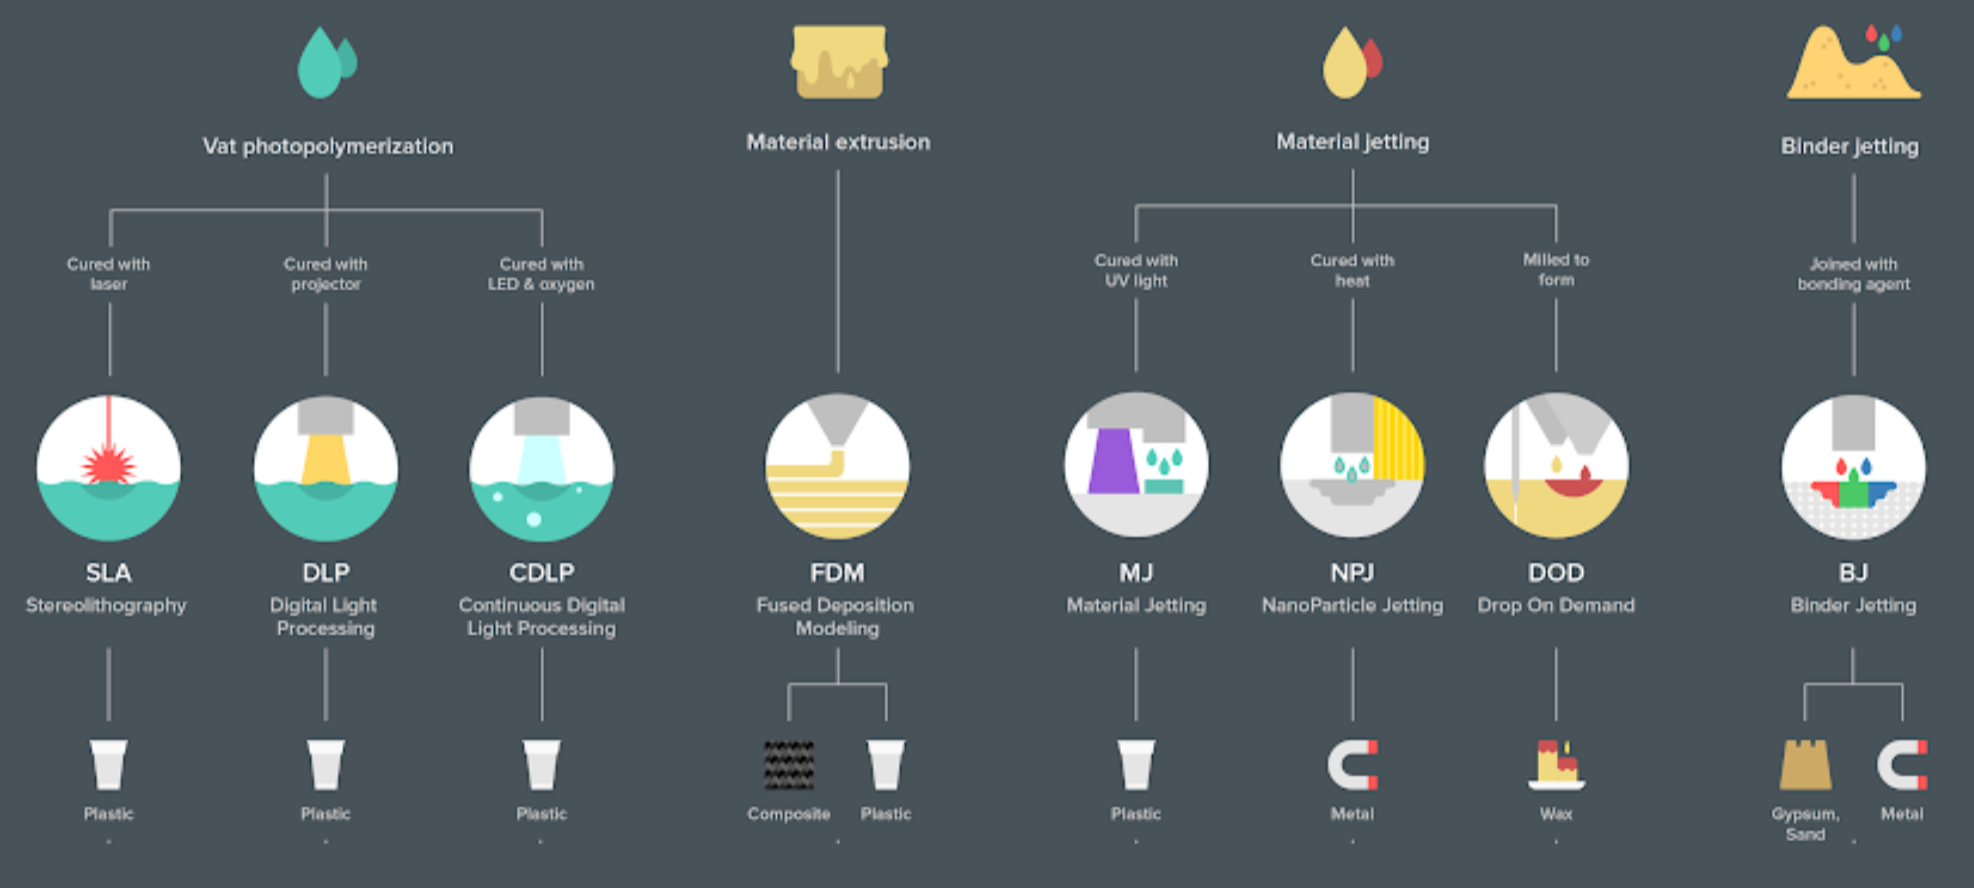 Vat photopolymerization
Material extrusion
Material jetting
Binder jetting
Cured with
laser
Cured with
projector
Cured with
LED & oxygen
Cured with
UV light
Cured with
heat
Milled to
form
Joined with
bonding agent
SLA
Stereolithography
DLP
Digital Light
Processing
CDLP
Continuous Digital
Light Processing
FDM
Fused Deposition
Modeling
MJ
Material Jetting
NPJ
NanoParticle Jetting
DOD
Drop On Demand
BJ
Binder Jetting
Plastic
Plastic
Plastic
Composite
Plastic
Plastic
Metal
Wax
Gypsum,
Sand
Metal